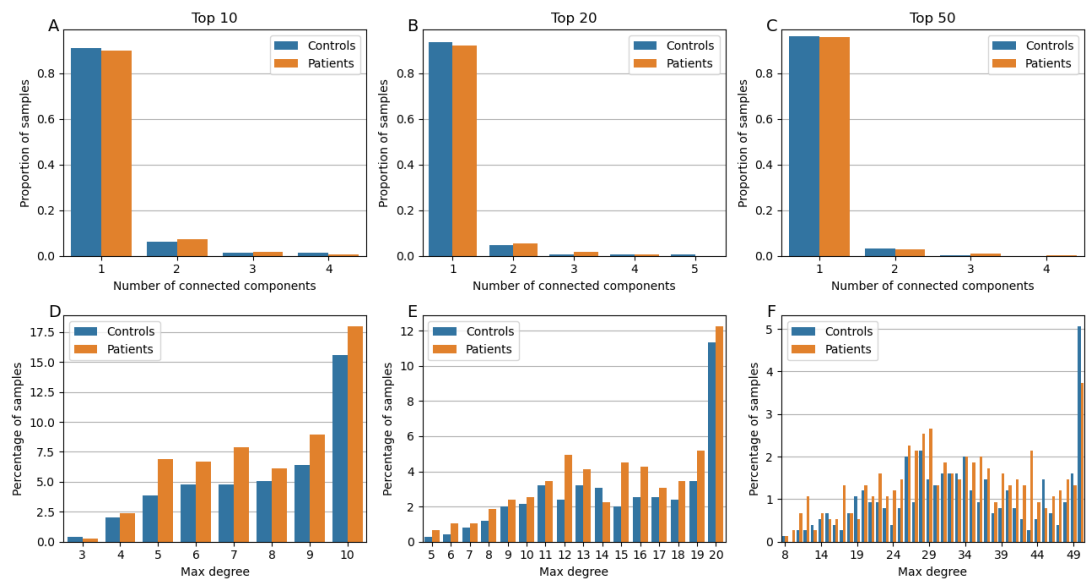 A
Top 10
Controls
Patients
Proportion of samples
0.8
0.6
0.4
0.2
0.0
1 2 3 4
Number of connected components
B
Top 20
Controls
Patients
Proportion of samples
0.8
0.6
0.4
0.2
0.0
1 2 3 4 5
Number of connected components
C
Top 50
Controls
Patients
Proportion of samples
0.8
0.6
0.4
0.2
0.0
1 2 3 4
Number of connected components
D
Controls
Patients
Percentage of samples
17.5
15.0
12.5
10.0
7.5
5.0
2.5
0.0
3 4 5 6 7 8 9 10
Max degree
E
Controls
Patients
Percentage of samples
12
10
8
6
4
2
0
5 6 7 8 9 10 11 12 13 14 15 16 17 18 19 20
Max degree
F
Controls
Patients
Percentage of samples
5
4
3
2
1
0
8 14 19 24 29 34 39 44 49
Max degree